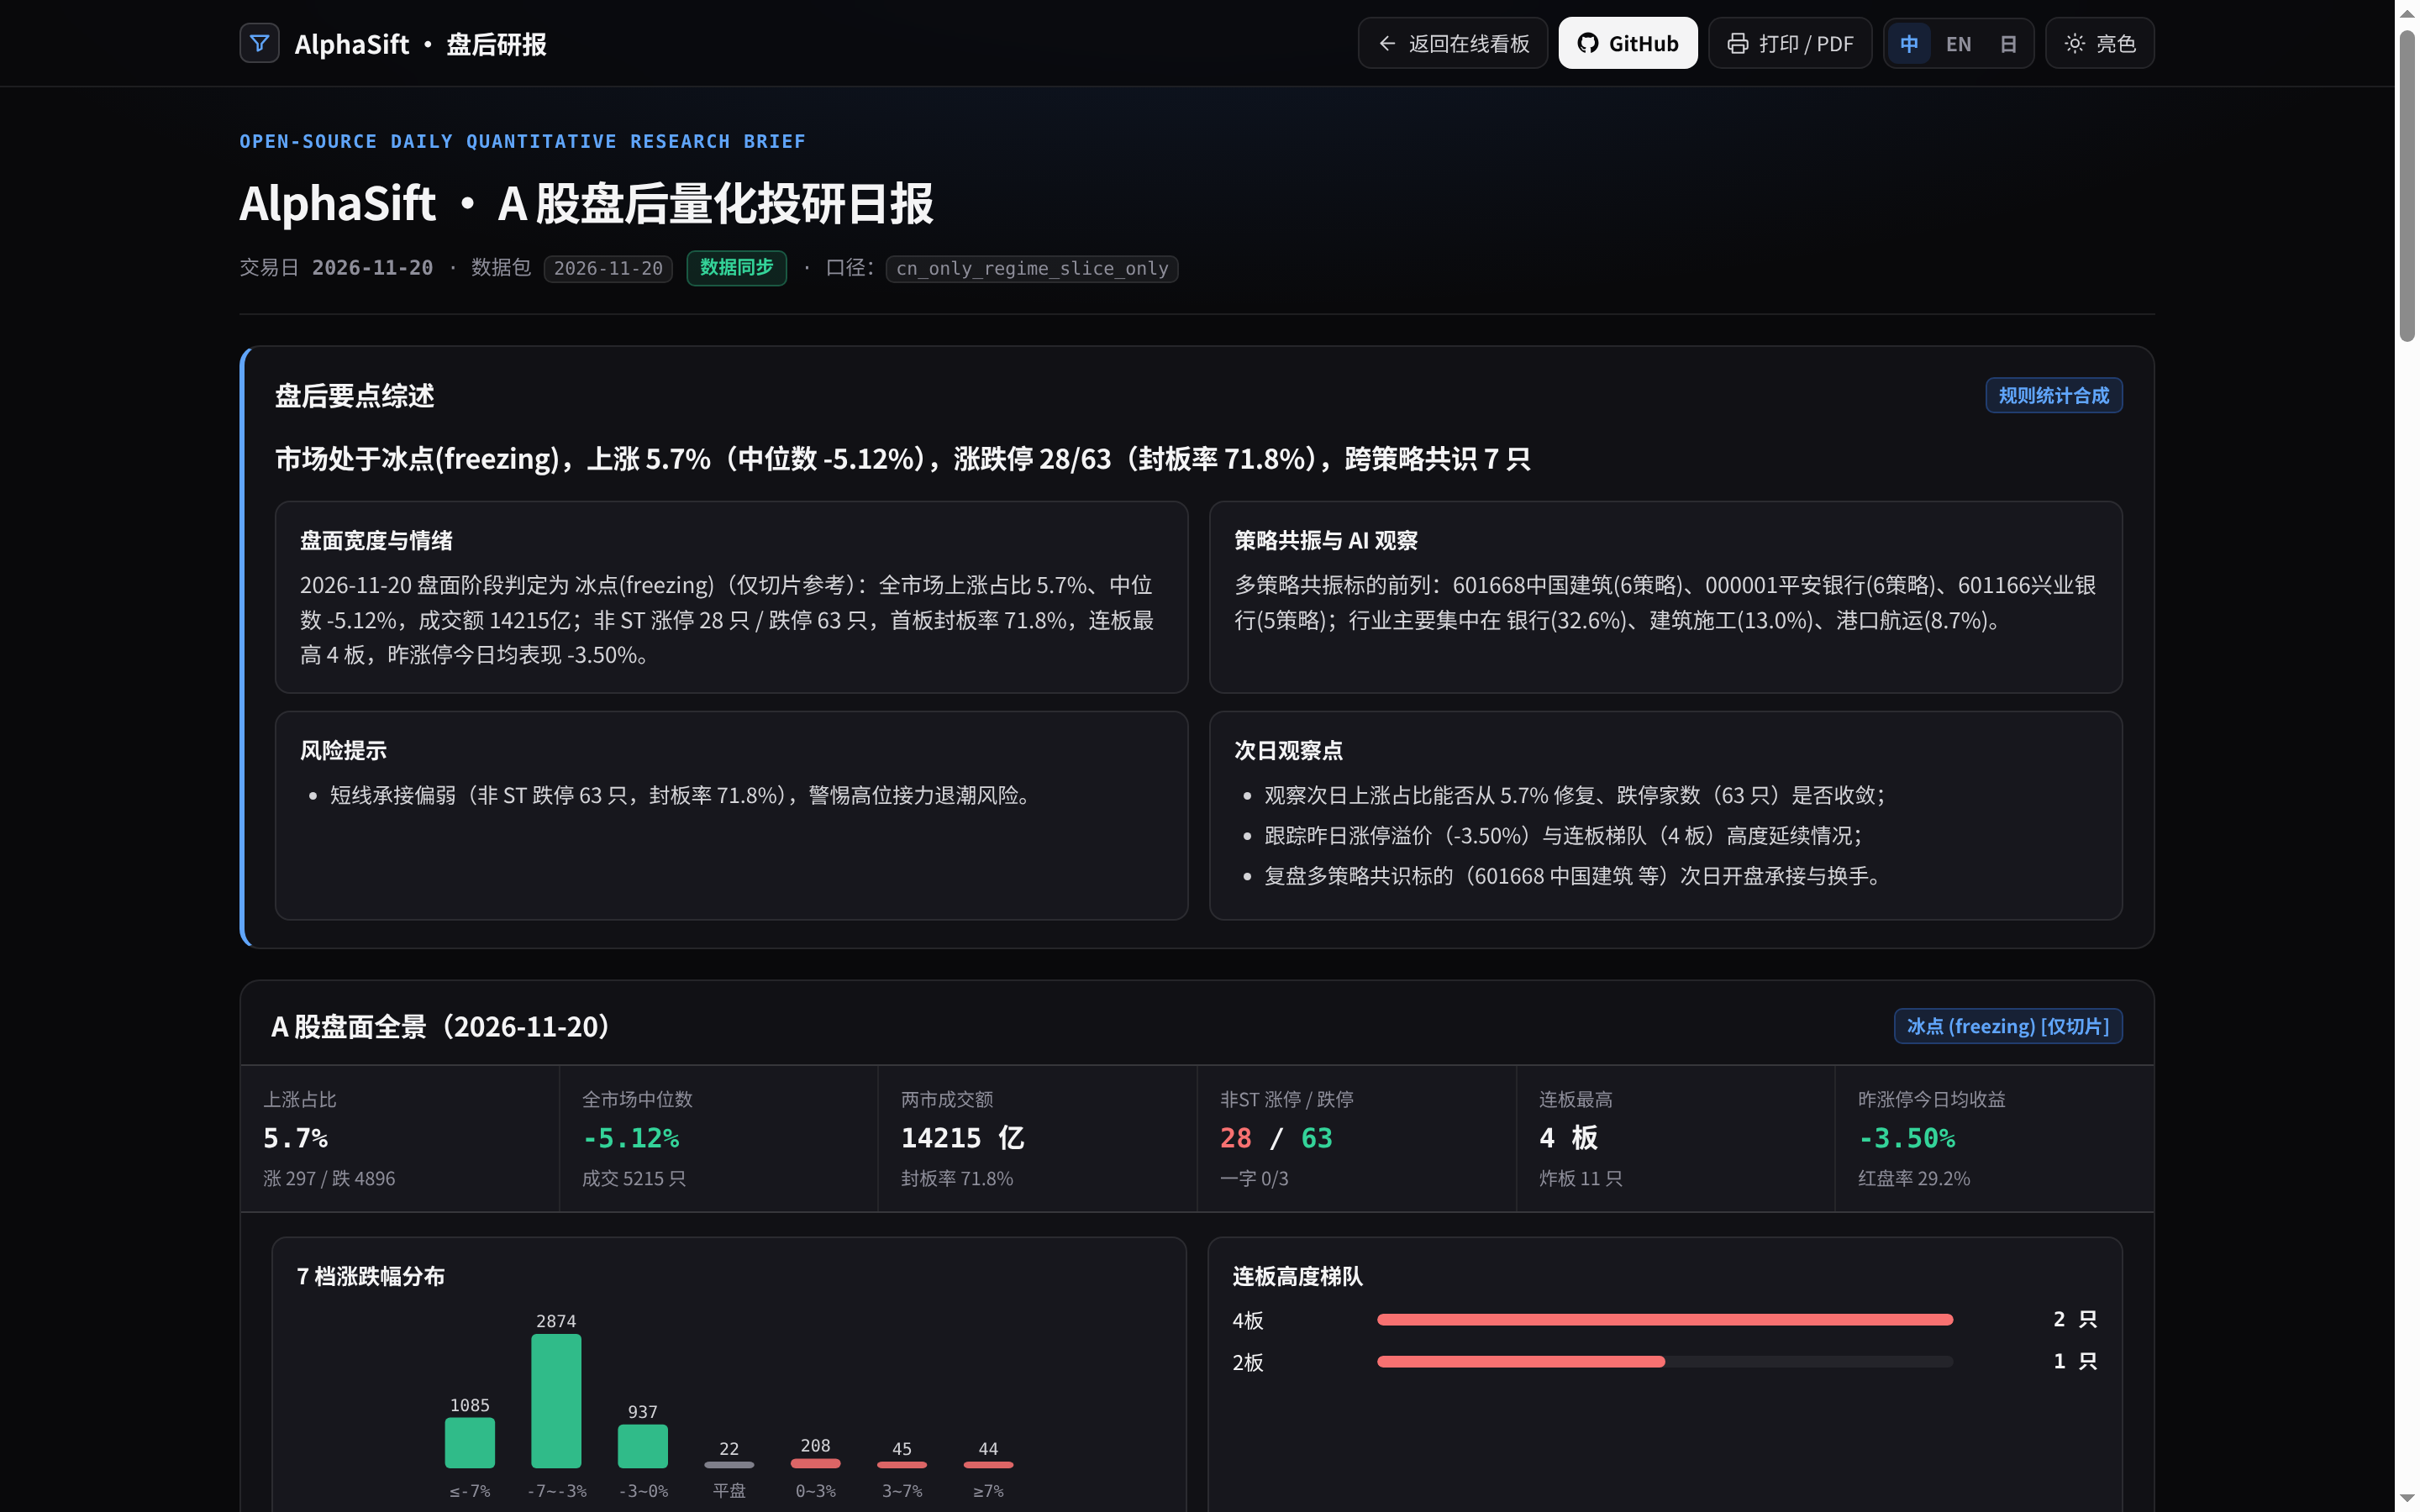 AlphaSift • 盘后研报
返回在线看板
GitHub
打印 / PDF
中
EN
日
亮色
OPEN-SOURCE DAILY QUANTITATIVE RESEARCH BRIEF
AlphaSift • A 股盘后量化投研日报
交易日 2026-11-20 · 数据包 2026-11-20 数据同步 · 口径： cn_only_regime_slice_only
盘后要点综述
规则统计合成
市场处于冰点(freezing)，上涨 5.7%（中位数 -5.12%），涨跌停 28/63（封板率 71.8%），跨策略共识 7 只
盘面宽度与情绪
2026-11-20 盘面阶段判定为 冰点(freezing)（仅切片参考）：全市场上涨占比 5.7%、中位
数 -5.12%，成交额 14215亿；非 ST 涨停 28 只 / 跌停 63 只，首板封板率 71.8%，连板最
高 4 板，昨涨停今日均表现 -3.50%。
策略共振与 AI 观察
多策略共振标的前列：601668中国建筑(6策略)、000001平安银行(6策略)、601166兴业银
行(5策略)；行业主要集中在 银行(32.6%)、建筑施工(13.0%)、港口航运(8.7%)。
风险提示
• 短线承接偏弱（非 ST 跌停 63 只，封板率 71.8%），警惕高位接力退潮风险。
次日观察点
• 观察次日上涨占比能否从 5.7% 修复、跌停家数（63 只）是否收敛；
• 跟踪昨日涨停溢价（-3.50%）与连板梯队（4 板）高度延续情况；
• 复盘多策略共识标的（601668 中国建筑 等）次日开盘承接与换手。
A 股盘面全景（2026-11-20）
冰点 (freezing) [仅切片]
上涨占比
5.7%
涨 297 / 跌 4896
全市场中位数
-5.12%
成交 5215 只
两市成交额
14215 亿
封板率 71.8%
非ST 涨停 / 跌停
28 / 63
一字 0/3
连板最高
4 板
炸板 11 只
昨涨停今日均收益
-3.50%
红盘率 29.2%
7 档涨跌幅分布
1085
2874
937
22
208
45
44
≤-7%
-7~-3%
-3~0%
平盘
0~3%
3~7%
≥7%
连板高度梯队
4板 2 只
2板 1 只